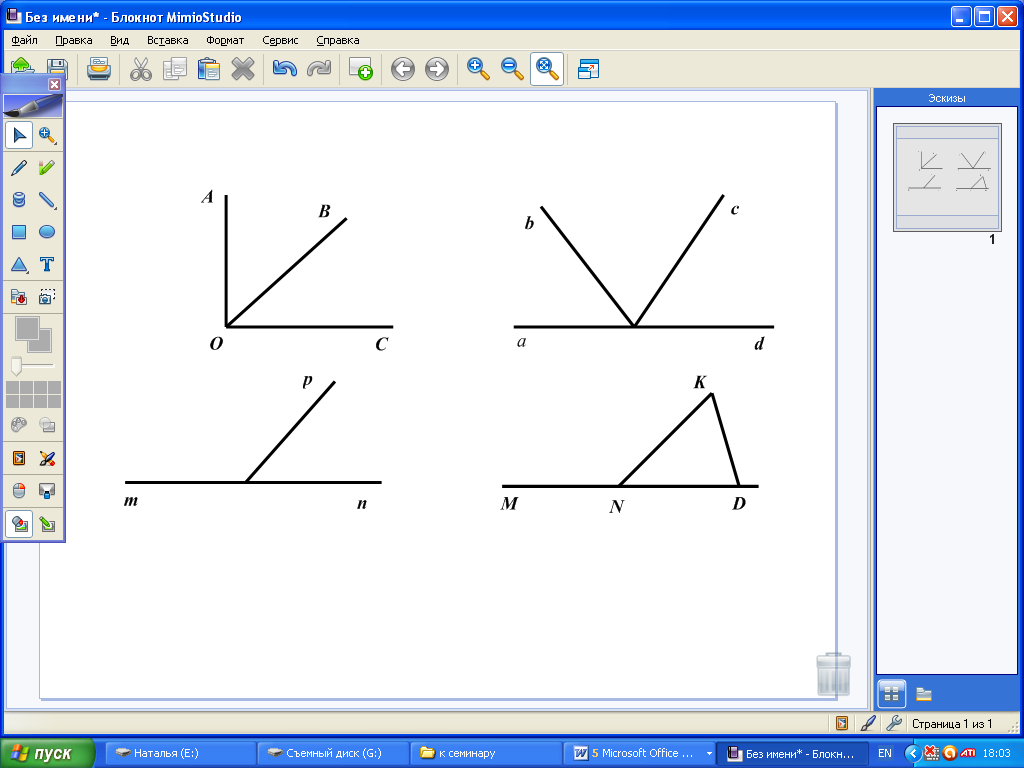 Без имени* - Блокнот MimioStudio
Файл Правка Вид Вставка Формат Сервис Справка
Эскизы
1
A B
O C
b c
a d
p
m n
K
M N D
Страница 1 из 1
пуск Наталья (E:) Съемный диск (G:) к семинару 5 Microsoft Office ... Без имени* - Блокн... EN 18:03